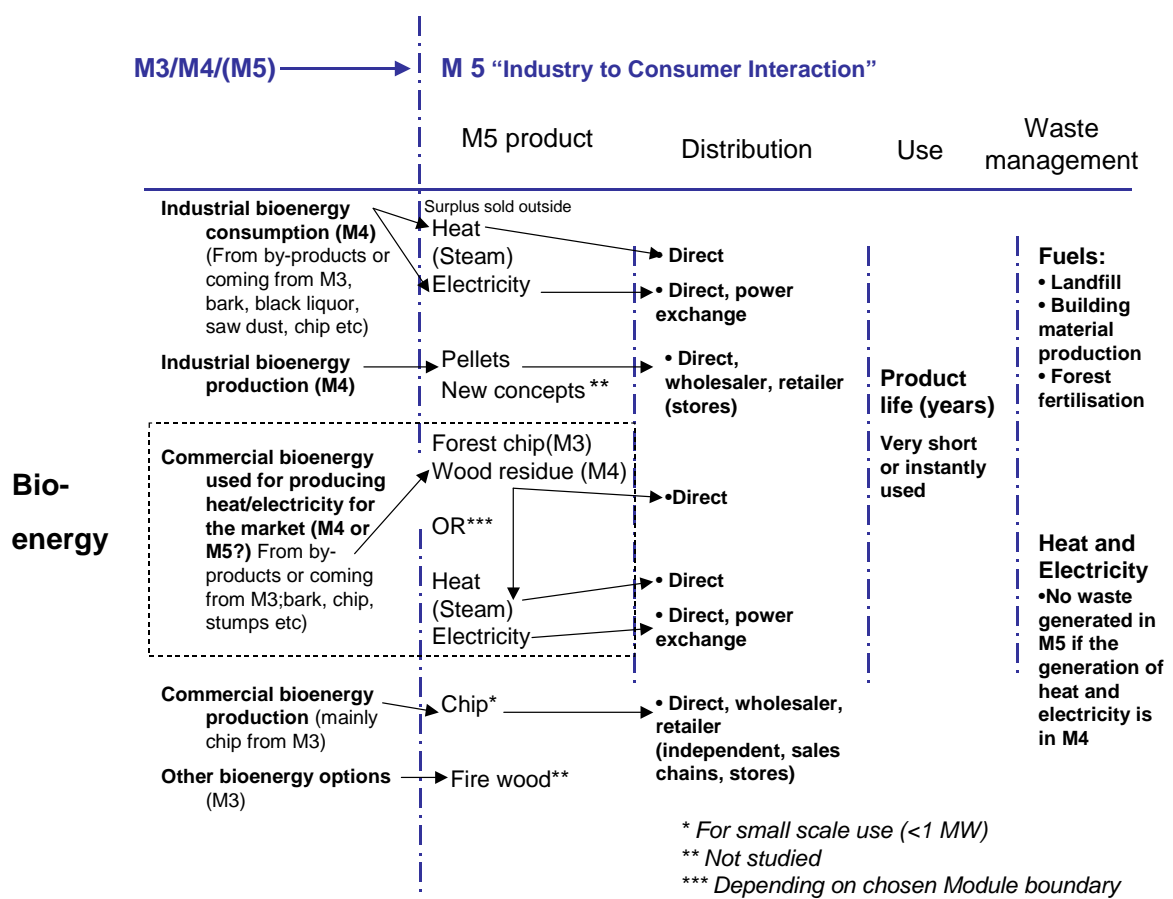 M3/M4/(M5)
M 5 “Industry to Consumer Interaction”
M5 product
Distribution
Use
Waste
management
Bio-
energy
Industrial bioenergy
consumption (M4)
(From by-products or
coming from M3,
bark, black liquor,
saw dust, chip etc)
Surplus sold outside
Heat
(Steam)
Electricity
• Direct
• Direct, power
exchange
Industrial bioenergy
production (M4)
Pellets
New concepts **
• Direct,
wholesaler, retailer
(stores)
Commercial bioenergy
used for producing
heat/electricity for
the market (M4 or
M5?) From by-
products or coming
from M3;bark, chip,
stumps etc)
Forest chip(M3)
Wood residue (M4)
OR***
Heat
(Steam)
Electricity
•Direct
• Direct
• Direct, power
exchange
Commercial bioenergy
production (mainly
chip from M3)
Chip*
• Direct, wholesaler,
retailer
(independent, sales
chains, stores)
Other bioenergy options
(M3)
Fire wood**
Product
life (years)
Very short
or instantly
used
Fuels:
• Landfill
• Building
material
production
• Forest
fertilisation
Heat and
Electricity
•No waste
generated in
M5 if the
generation of
heat and
electricity is
in M4
* For small scale use (<1 MW)
** Not studied
*** Depending on chosen Module boundary